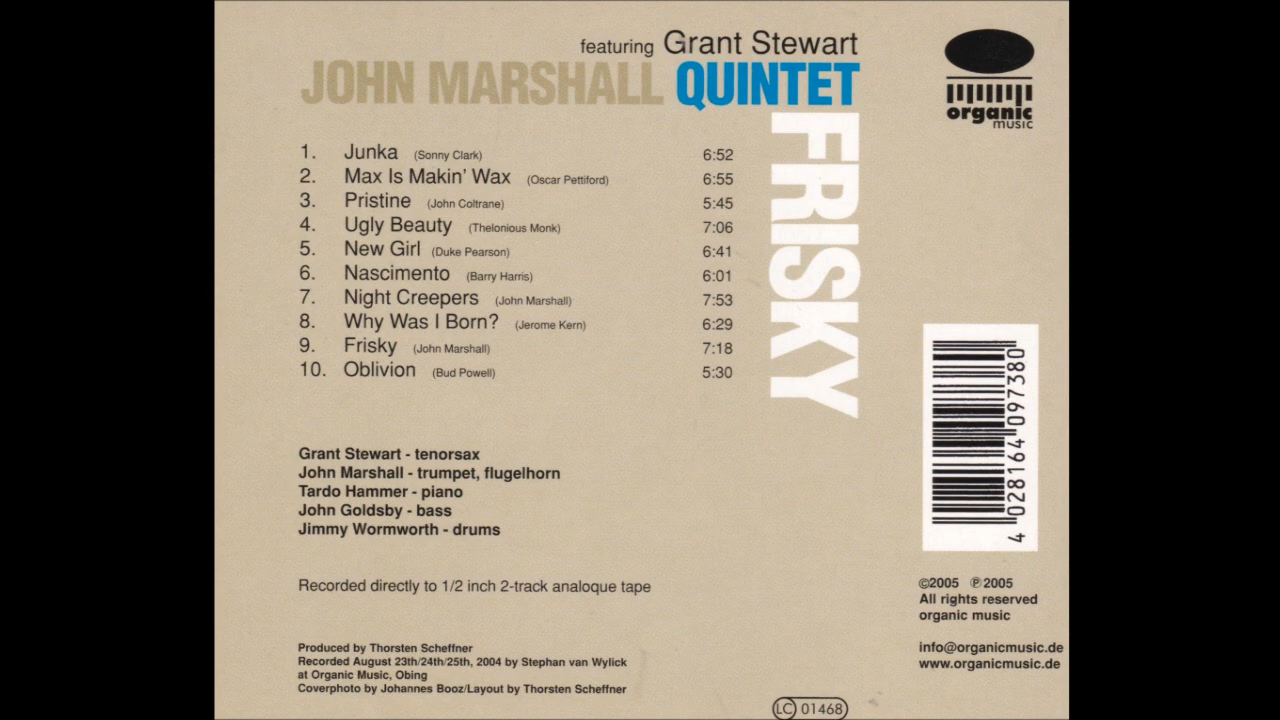 featuring Grant Stewart
JOHN MARSHALL QUINTET
FRISKY
organic
music
1. Junka (Sonny Clark) 6:52
2. Max Is Makin' Wax (Oscar Pettiford) 6:55
3. Pristine (John Coltrane) 5:45
4. Ugly Beauty (Thelonious Monk) 7:06
5. New Girl (Duke Pearson) 6:41
6. Nascimento (Barry Harris) 6:01
7. Night Creepers (John Marshall) 7:53
8. Why Was I Born? (Jerome Kern) 6:29
9. Frisky (John Marshall) 7:18
10. Oblivion (Bud Powell) 5:30
Grant Stewart - tenorsax
John Marshall - trumpet, flugelhorn
Tardo Hammer - piano
John Goldsby - bass
Jimmy Wormworth - drums
Recorded directly to 1/2 inch 2-track analoque tape
Produced by Thorsten Scheffner
Recorded August 23th/24th/25th, 2004 by Stephan van Wylick
at Organic Music, Obing
Coverphoto by Johannes Booz/Layout by Thorsten Scheffner
4 028164 097380
©2005 ℗2005
All rights reserved
organic music
info@organicmusic.de
www.organicmusic.de
LC 01468